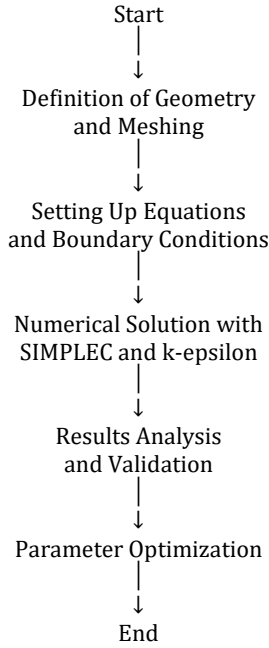 Start
Definition of Geometry
and Meshing
Setting Up Equations
and Boundary Conditions
Numerical Solution with
SIMPLEC and k-epsilon
Results Analysis
and Validation
Parameter Optimization
End